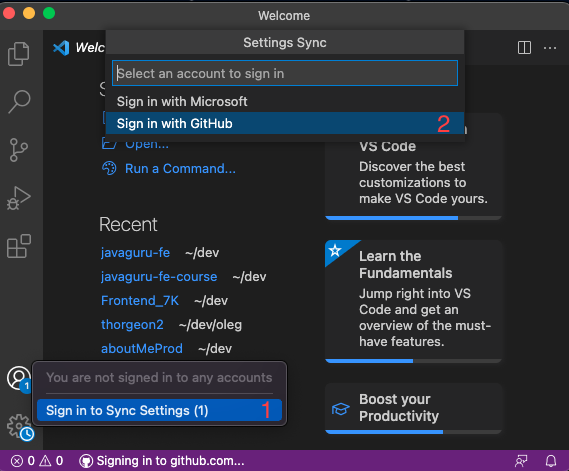 Welcome
Welc
Settings Sync
Select an account to sign in
Sign in with Microsoft
Sign in with GitHub 2
Open...
Run a Command...
VS Code
Discover the best
customizations to
make VS Code yours.
Recent
javaguru-fe ~/dev
javaguru-fe-course ~/dev
Frontend_7K ~/dev
thorgeon2 ~/dev/oleg
aboutMeProd ~/dev
Learn the
Fundamentals
Jump right into VS
Code and get an
overview of the must-
have features.
Boost your
Productivity
1
You are not signed in to any accounts
Sign in to Sync Settings (1) 1
0 0 Signing in to github.com...